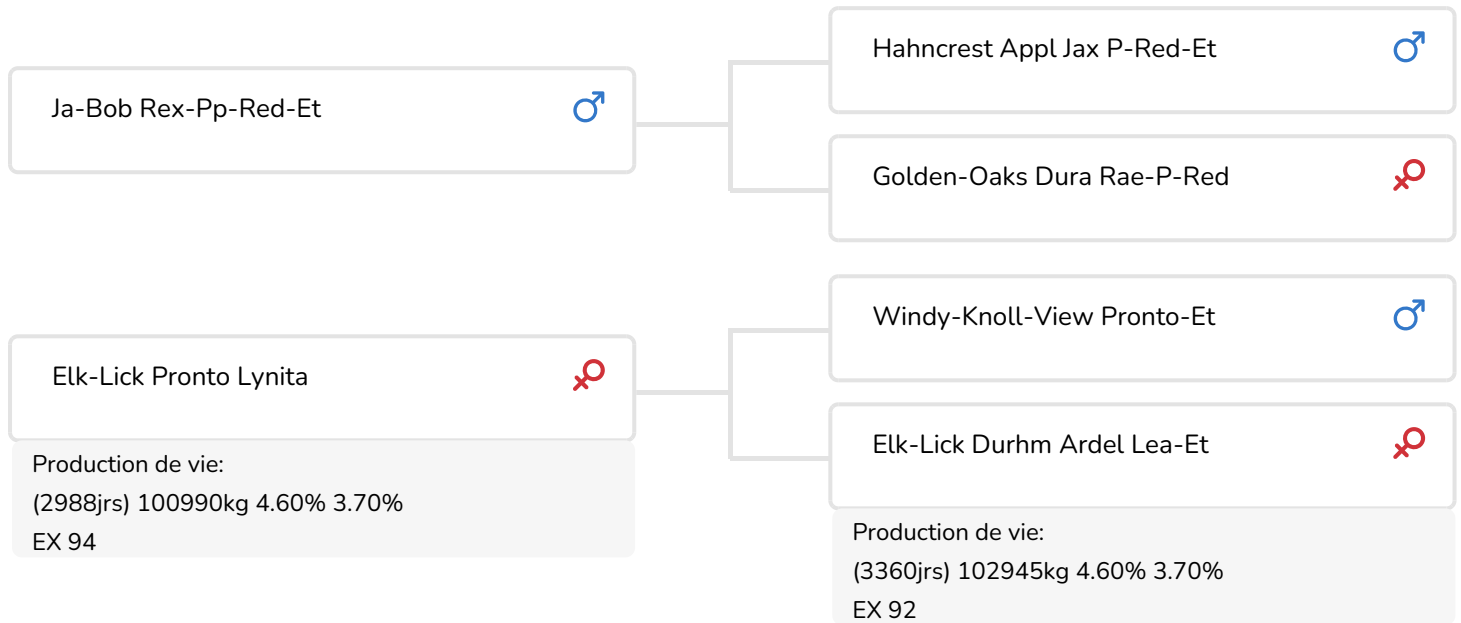 Hahncrest Appl Jax P-Red-Et
Ja-Bob Rex-Pp-Red-Et
Golden-Oaks Dura Rae-P-Red
Windy-Knoll-View Pronto-Et
Elk-Lick Pronto Lynita
Production de vie:
(2988jrs) 100990kg 4.60% 3.70%
EX 94
Elk-Lick Durhm Ardel Lea-Et
Production de vie:
(3360jrs) 102945kg 4.60% 3.70%
EX 92